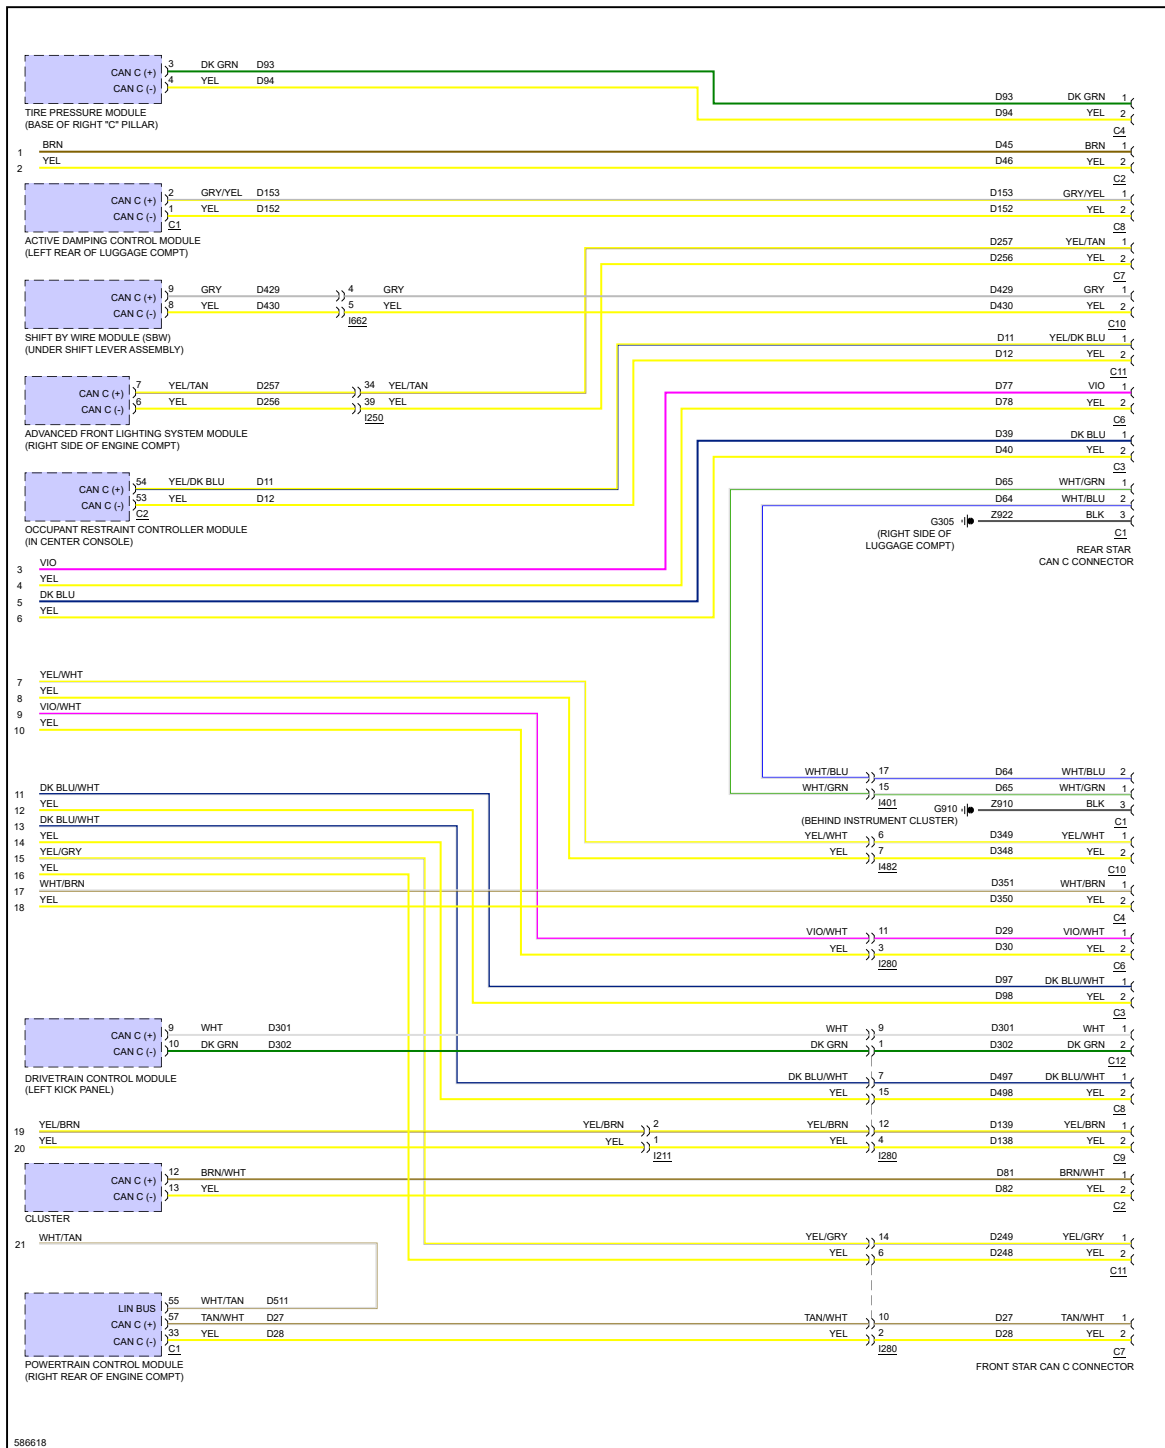 CAN C (+) 3 DK GRN D93
CAN C (-) 4 YEL D94
TIRE PRESSURE MODULE
(BASE OF RIGHT "C" PILLAR)
D93 DK GRN 1
D94 YEL 2
C4
1 BRN D45 BRN 1
2 YEL D46 YEL 2
C2
CAN C (+) 2 GRY/YEL D153 D153 GRY/YEL 1
CAN C (-) 1 YEL D152 D152 YEL 2
C1 C8
ACTIVE DAMPING CONTROL MODULE
(LEFT REAR OF LUGGAGE COMPT)
D257 YEL/TAN 1
D256 YEL 2
C7
CAN C (+) 9 GRY D429 4 GRY D429 GRY 1
CAN C (-) 8 YEL D430 5 YEL D430 YEL 2
I662 C10
SHIFT BY WIRE MODULE (SBW)
(UNDER SHIFT LEVER ASSEMBLY)
D11 YEL/DK BLU 1
D12 YEL 2
C11
CAN C (+) 7 YEL/TAN D257 34 YEL/TAN D77 VIO 1
CAN C (-) 6 YEL D256 39 YEL D78 YEL 2
I250 C6
ADVANCED FRONT LIGHTING SYSTEM MODULE
(RIGHT SIDE OF ENGINE COMPT)
D39 DK BLU 1
D40 YEL 2
C3
CAN C (+) 54 YEL/DK BLU D11 D65 WHT/GRN 1
CAN C (-) 53 YEL D12 D64 WHT/BLU 2
C2
G305 Z922 BLK 3
(RIGHT SIDE OF
LUGGAGE COMPT)
C1
OCCUPANT RESTRAINT CONTROLLER MODULE
(IN CENTER CONSOLE)
REAR STAR
CAN C CONNECTOR
3 VIO
4 YEL
5 DK BLU
6 YEL
7 YEL/WHT
8 YEL
9 VIO/WHT
10 YEL
WHT/BLU 17 D64 WHT/BLU 2
WHT/GRN 15 D65 WHT/GRN 1
I401
11 DK BLU/WHT
12 YEL G910 Z910 BLK 3
(BEHIND INSTRUMENT CLUSTER) C1
13 DK BLU/WHT
14 YEL YEL/WHT 6 D349 YEL/WHT 1
15 YEL/GRY YEL 7 D348 YEL 2
I482 C10
16 YEL
17 WHT/BRN D351 WHT/BRN 1
18 YEL D350 YEL 2
C4
VIO/WHT 11 D29 VIO/WHT 1
YEL 3 D30 YEL 2
I280 C6
D97 DK BLU/WHT 1
D98 YEL 2
C3
CAN C (+) 9 WHT D301 WHT 9 D301 WHT 1
CAN C (-) 10 DK GRN D302 DK GRN 1 D302 DK GRN 2
C12
DRIVETRAIN CONTROL MODULE
(LEFT KICK PANEL)
DK BLU/WHT 7 D497 DK BLU/WHT 1
YEL 15 D498 YEL 2
C8
19 YEL/BRN YEL/BRN 2 YEL/BRN 12 D139 YEL/BRN 1
20 YEL YEL 1 YEL 4 D138 YEL 2
I211 I280 C9
CAN C (+) 12 BRN/WHT D81 BRN/WHT 1
CAN C (-) 13 YEL D82 YEL 2
C2
CLUSTER
21 WHT/TAN YEL/GRY 14 D249 YEL/GRY 1
YEL 6 D248 YEL 2
C11
LIN BUS 55 WHT/TAN D511
CAN C (+) 57 TAN/WHT D27 TAN/WHT 10 D27 TAN/WHT 1
CAN C (-) 33 YEL D28 YEL 2 D28 YEL 2
C1 I280 C7
POWERTRAIN CONTROL MODULE
(RIGHT REAR OF ENGINE COMPT)
FRONT STAR CAN C CONNECTOR
586618